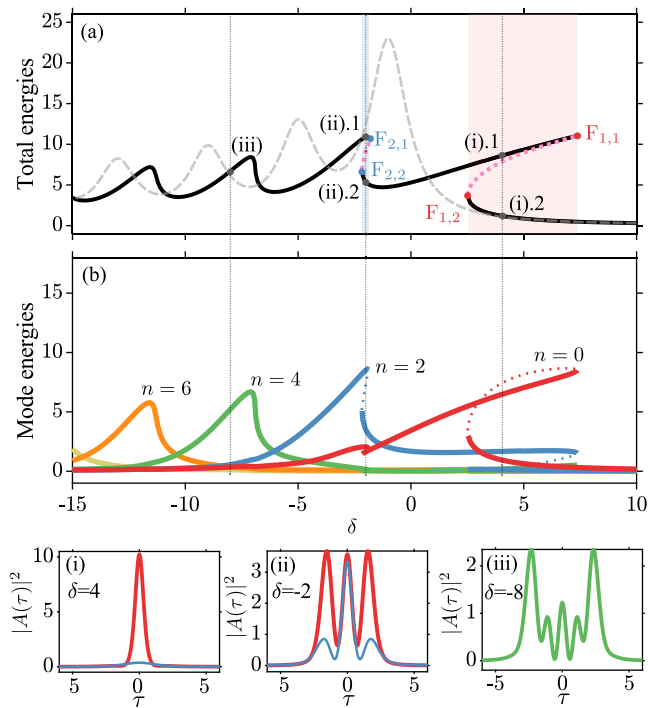 (a)
Total energies
25
20
15
10
5
0
(iii)
(ii).1
F2,1
F2,2
(ii).2
(i).1
F1,1
F1,2
(i).2
(b)
Mode energies
15
10
5
0
n = 6
n = 4
n = 2
n = 0
-15
-10
-5
0
5
10
δ
(i)
δ=4
|A(τ)|²
10
5
0
-5
0
5
τ
(ii)
δ=-2
|A(τ)|²
3
2
1
0
5
0
5
τ
(iii)
δ=-8
|A(τ)|²
2
1
0
-5
0
5
τ